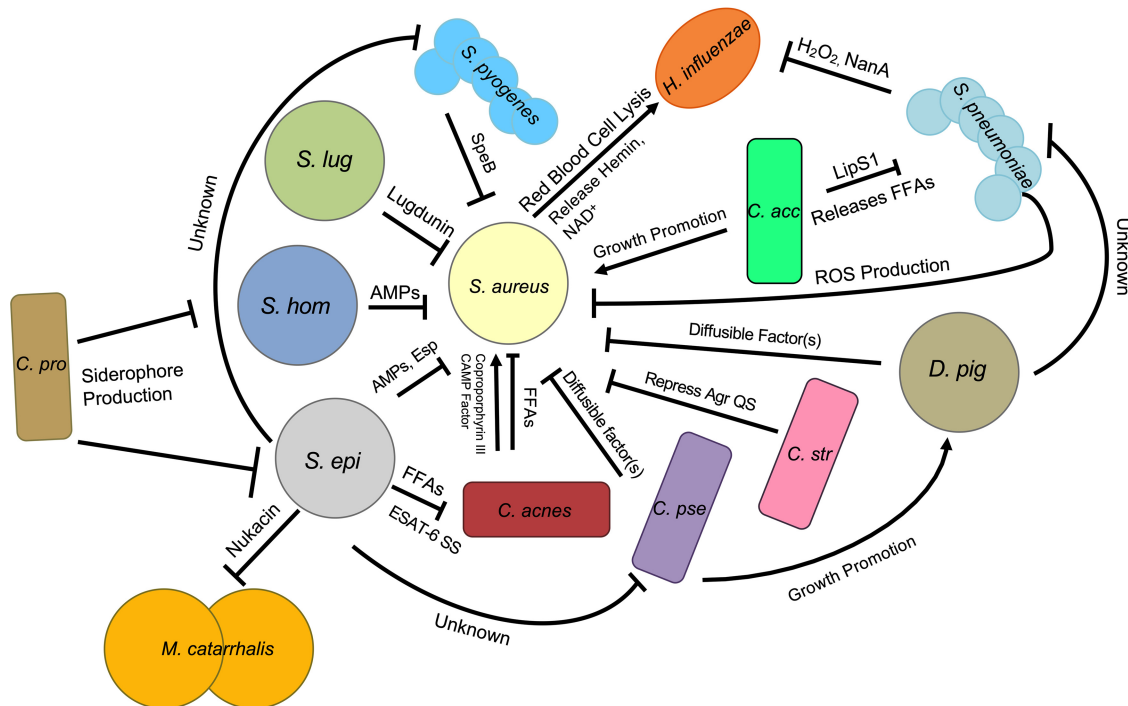 S. pyogenes
H. influenzae
H₂O₂, NanA
S. pneumoniae
S. lug
SpeB
Red Blood Cell Lysis
Release Hemin,
NAD⁺
LipS1
Releases FFAs
C. acc
Unknown
Lugdunin
Growth Promotion
Unknown
S. aureus
ROS Production
S. hom
AMPs
C. pro
Siderophore
Production
AMPs, Esp
Coproporphyrin III
CAMP Factor
FFAs
Diffusible factor(s)
Diffusible Factor(s)
Repress Agr QS
D. pig
S. epi
FFAs
ESAT-6 SS
C. acnes
C. pse
C. str
Nukacin
Growth Promotion
Unknown
M. catarrhalis